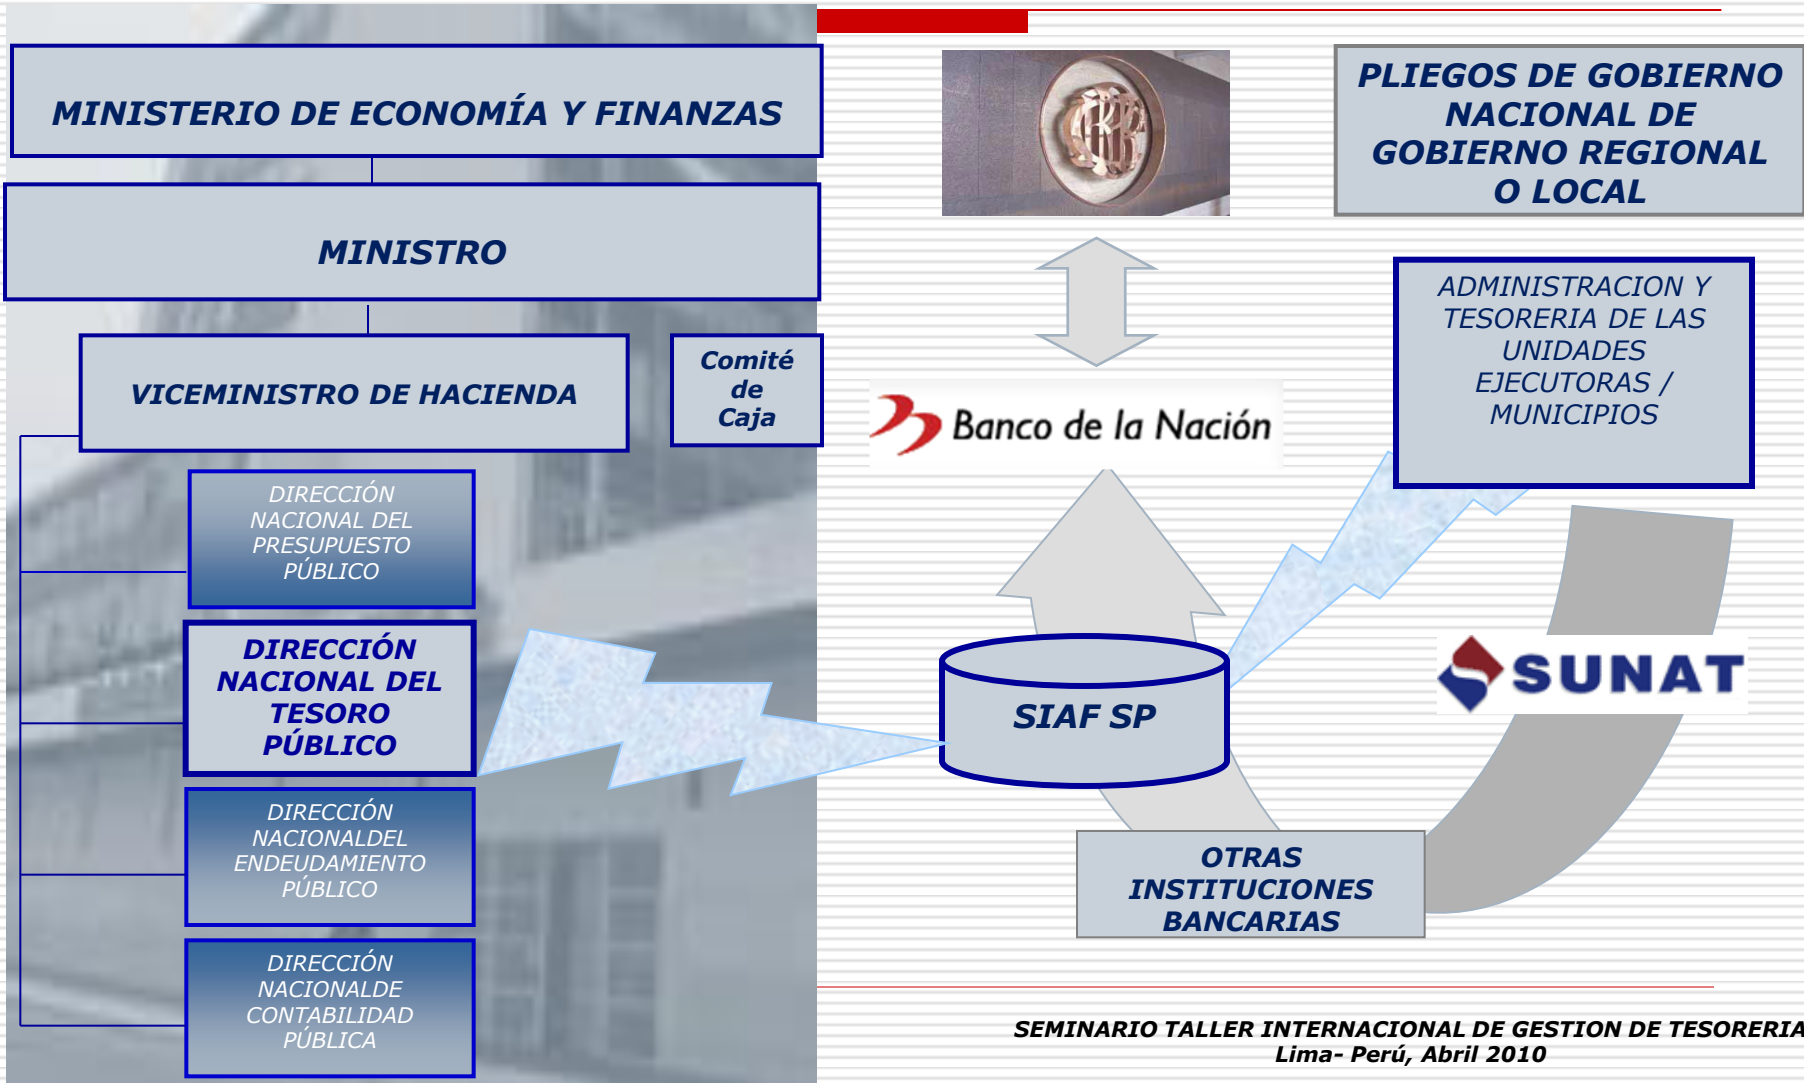 MINISTERIO DE ECONOMÍA Y FINANZAS
MINISTRO
VICEMINISTRO DE HACIENDA
Comité
de
Caja
DIRECCIÓN
NACIONAL DEL
PRESUPUESTO
PÚBLICO
DIRECCIÓN
NACIONAL DEL
TESORO
PÚBLICO
DIRECCIÓN
NACIONALDEL
ENDEUDAMIENTO
PÚBLICO
DIRECCIÓN
NACIONALDE
CONTABILIDAD
PÚBLICA
PLIEGOS DE GOBIERNO
NACIONAL DE
GOBIERNO REGIONAL
O LOCAL
ADMINISTRACION Y
TESORERIA DE LAS
UNIDADES
EJECUTORAS /
MUNICIPIOS
Banco de la Nación
SIAF SP
SUNAT
OTRAS
INSTITUCIONES
BANCARIAS
SEMINARIO TALLER INTERNACIONAL DE GESTION DE TESORERIA
Lima- Perú, Abril 2010